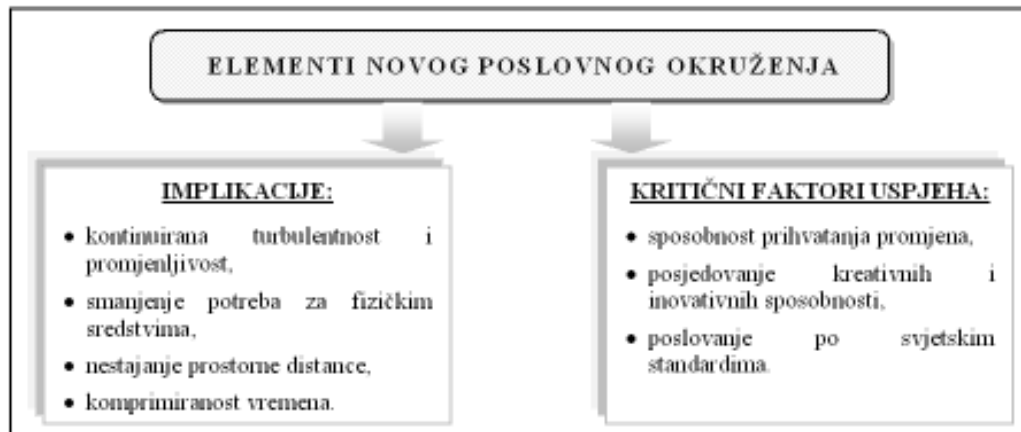 ELEMENTI NOVOG POSLOVNOG OKRUŽENJA
IMPLIKACIJE:
• kontinuirana turbulentnost i
promjenljivost,
• smanjenje potreba za fizičkim
sredstvima,
• nestajanje prostorne distance,
• komprimiranost vremena.
KRITIČNI FAKTORI USPJEHA:
• sposobnost prihvatanja promjena,
• posjedovanje kreativnih i
inovativnih sposobnosti,
• poslovanje po svjetskim
standardima.